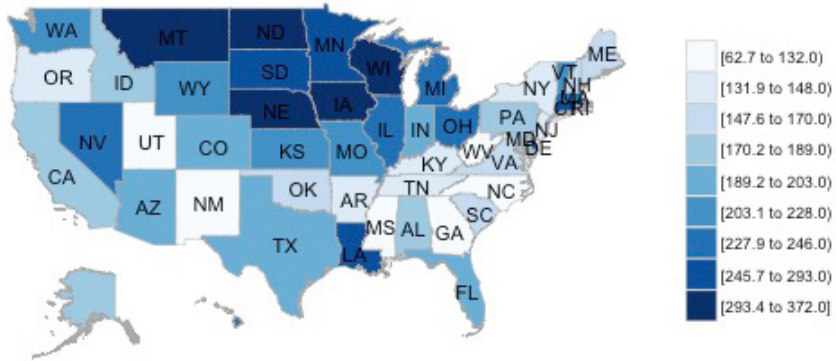 WA
MT
ND
MN
ME
OR
ID
SD
WI
VT
NH
NY
WY
MI
MA
CT
RI
NE
IA
PA
NJ
NV
UT
CO
IL
IN
OH
MD
DE
WV
KS
MO
KY
VA
CA
TN
NC
AZ
NM
OK
AR
SC
MS
AL
GA
TX
LA
FL
[62.7 to 132.0)
[131.9 to 148.0)
[147.6 to 170.0)
[170.2 to 189.0)
[189.2 to 203.0)
[203.1 to 228.0)
[227.9 to 246.0)
[245.7 to 293.0)
[293.4 to 372.0]